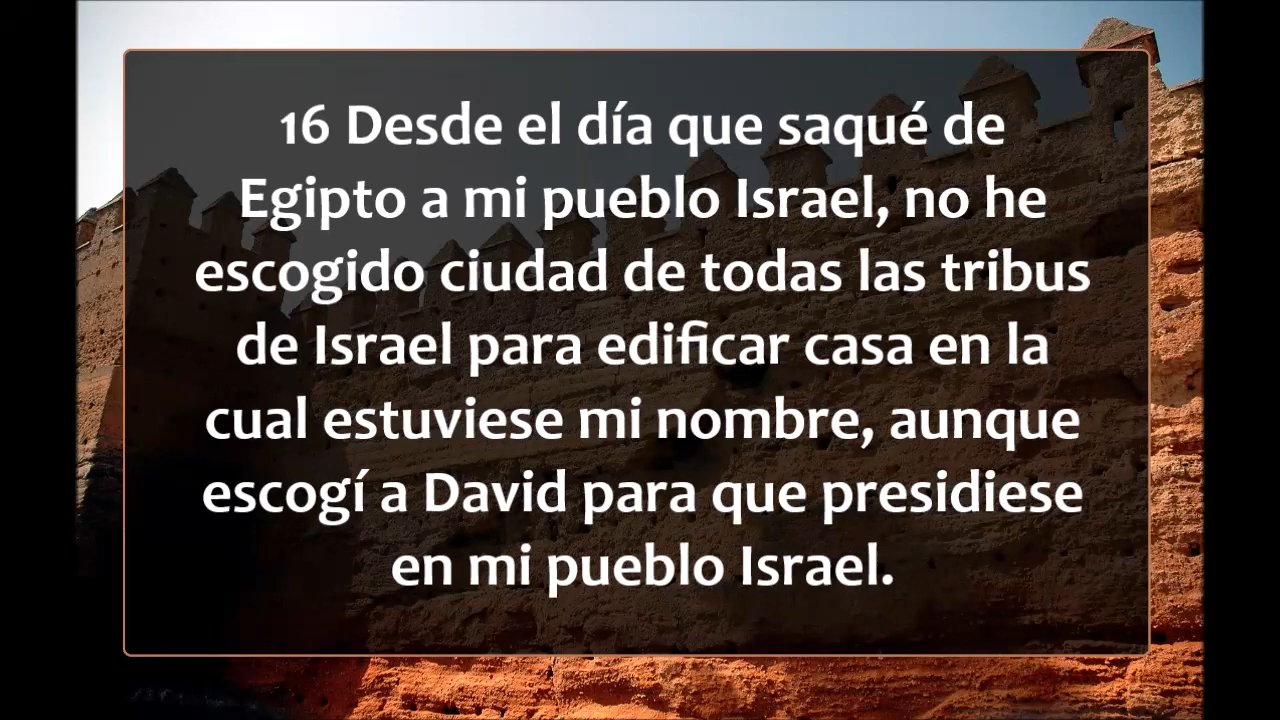 16 Desde el día que saqué de
Egipto a mi pueblo Israel, no he
escogido ciudad de todas las tribus
de Israel para edificar casa en la
cual estuviese mi nombre, aunque
escogí a David para que presidiese
en mi pueblo Israel.